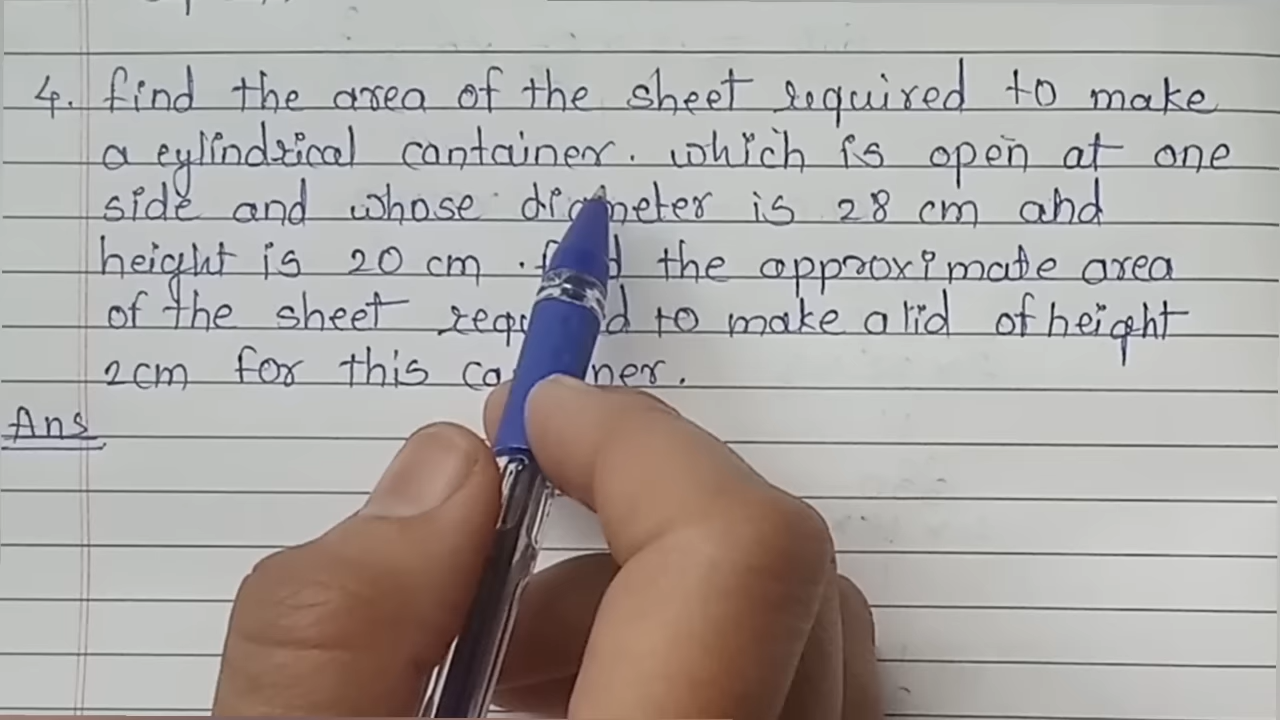 4. find the area of the sheet required to make
a cylindrical cantainer. which is open at one
side and whose diameter is 28 cm and
height is 20 cm. the approximate area
of the sheet to make a lid of height
2cm for this
Ans